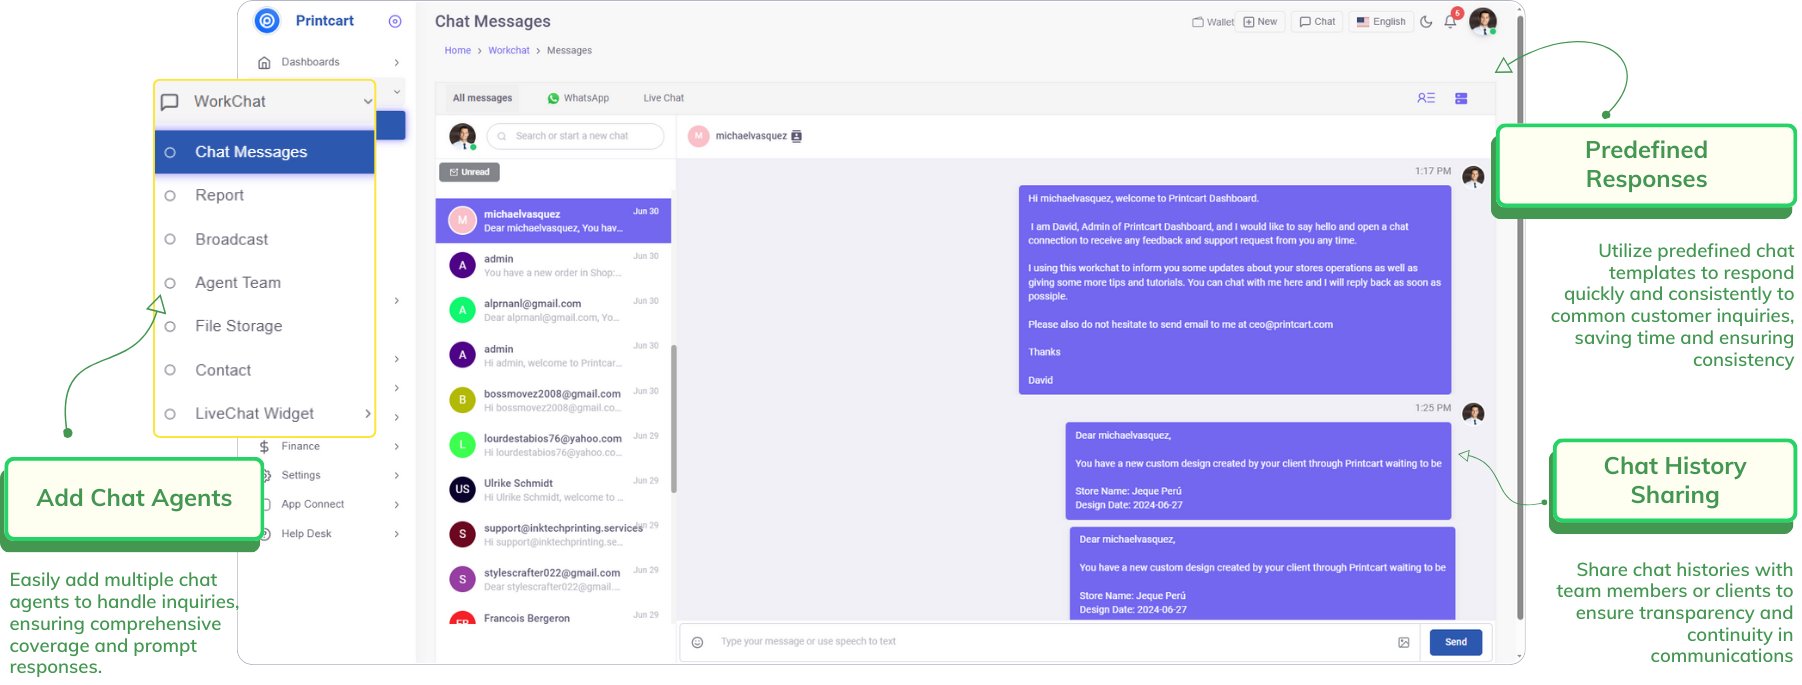 Printcart
Dashboards
WorkChat
Chat Messages
Report
Broadcast
Agent Team
File Storage
Contact
LiveChat Widget
Finance
Settings
App Connect
Help Desk
Add Chat Agents
Easily add multiple chat
agents to handle inquiries,
ensuring comprehensive
coverage and prompt
responses.
Chat Messages
Wallet
New
Chat
English
6
Home > Workchat > Messages
All messages
WhatsApp
Live Chat
Search or start a new chat
Unread
M
michaelvasquez
Jun 30
Dear michaelvasquez, You hav...
A
admin
Jun 30
You have a new order in Shop:...
A
alprnanl@gmail.com
Jun 30
Dear alprnanl@gmail.com, Yo...
A
admin
Jun 30
Hi admin, welcome to Printcar...
B
bossmovez2008@gmail.com
Jun 30
Hi bossmovez2008@gmail.co...
L
lourdestabios76@yahoo.com
Jun 29
Hi lourdestabios76@yahoo.co...
US
Ulrike Schmidt
Jun 29
Hi Ulrike Schmidt, welcome to ...
S
support@inktechprinting.services
Jun 29
Hi support@inktechprinting.se...
S
stylescrafter022@gmail.com
Jun 29
Dear stylescrafter022@gmail....
FB
Francois Bergeron
Jun 29
M
michaelvasquez
1:17 PM
Hi michaelvasquez, welcome to Printcart Dashboard.
I am David, Admin of Printcart Dashboard, and I would like to say hello and open a chat
connection to receive any feedback and support request from you any time.
I using this workchat to inform you some updates about your stores operations as well as
giving some more tips and tutorials. You can chat with me here and I will reply back as soon as
possiple.
Please also do not hesitate to send email to me at ceo@printcart.com
Thanks
David
1:25 PM
Dear michaelvasquez,
You have a new custom design created by your client through Printcart waiting to be
Store Name: Jeque Perú
Design Date: 2024-06-27
Dear michaelvasquez,
You have a new custom design created by your client through Printcart waiting to be
Store Name: Jeque Perú
Design Date: 2024-06-27
Type your message or use speech to text
Send
Predefined
Responses
Utilize predefined chat
templates to respond
quickly and consistently to
common customer inquiries,
saving time and ensuring
consistency
Chat History
Sharing
Share chat histories with
team members or clients to
ensure transparency and
continuity in
communications